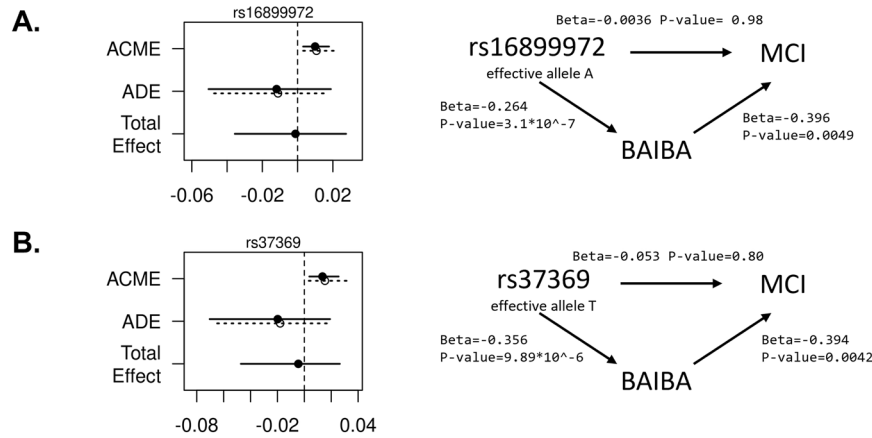 A.
rs16899972
ACME
ADE
Total
Effect
-0.06
-0.02
0.02
Beta=-0.0036 P-value= 0.98
rs16899972
effective allele A
MCI
Beta=-0.264
P-value=3.1*10^-7
BAIBA
Beta=-0.396
P-value=0.0049
B.
rs37369
ACME
ADE
Total
Effect
-0.08
-0.02
0.04
Beta=-0.053 P-value=0.80
rs37369
effective allele T
MCI
Beta=-0.356
P-value=9.89*10^-6
BAIBA
Beta=-0.394
P-value=0.0042